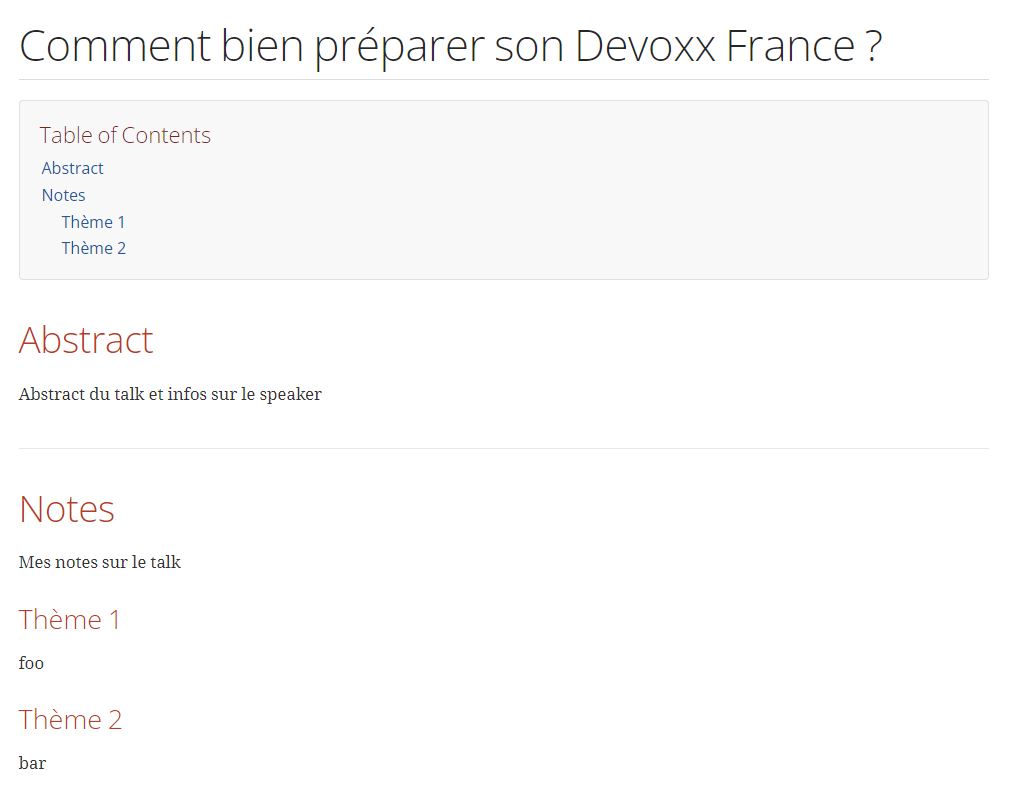 Comment bien préparer son Devoxx France ?
Table of Contents
Abstract
Notes
Thème 1
Thème 2
Abstract
Abstract du talk et infos sur le speaker
Notes
Mes notes sur le talk
Thème 1
foo
Thème 2
bar